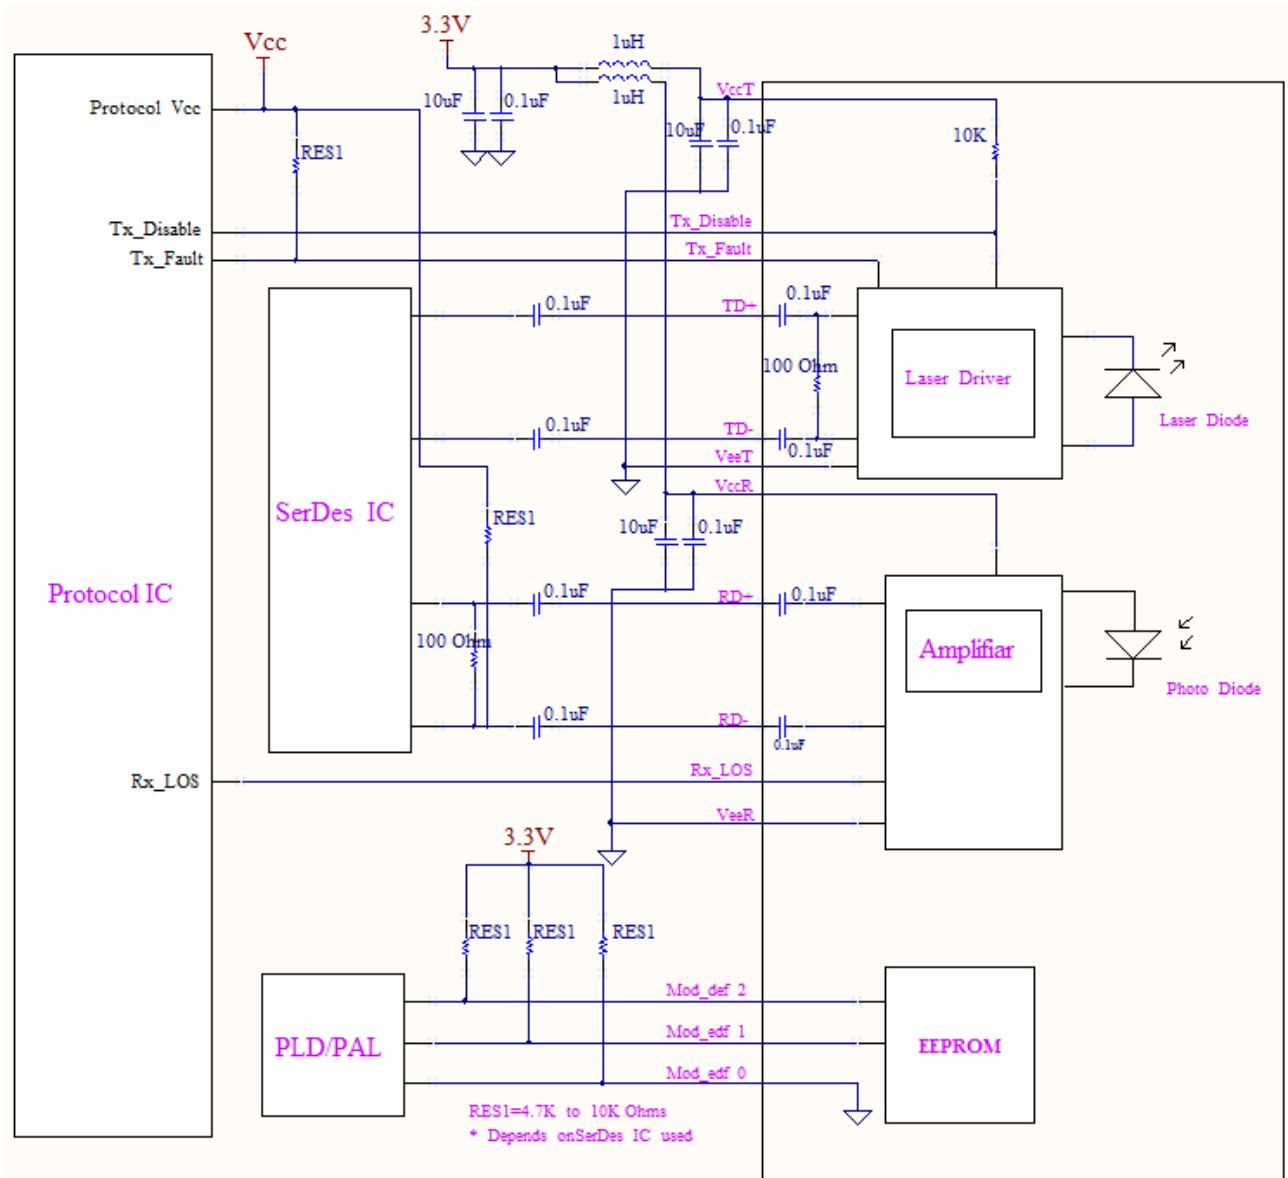 3.3V
Vcc
1uH
1uH
VccT
Protocol Vcc
10uF
0.1uF
10uF
0.1uF
10K
RES1
Tx_Disable
Tx_Disable
Tx_Fault
Tx_Fault
0.1uF
0.1uF
TD+
100 Ohm
Laser Driver
Laser Diode
0.1uF
TD-
0.1uF
VeeT
VccR
SerDes IC
RES1
10uF
0.1uF
Protocol IC
0.1uF
RD+
0.1uF
100 Ohm
Amplifiar
Photo Diode
0.1uF
RD-
0.1uF
Rx_LOS
Rx_LOS
VeeR
3.3V
RES1
RES1
RES1
Mod_def 2
PLD/PAL
Mod_edf 1
EEPROM
Mod_edf 0
RES1=4.7K to 10K Ohms
* Depends onSerDes IC used